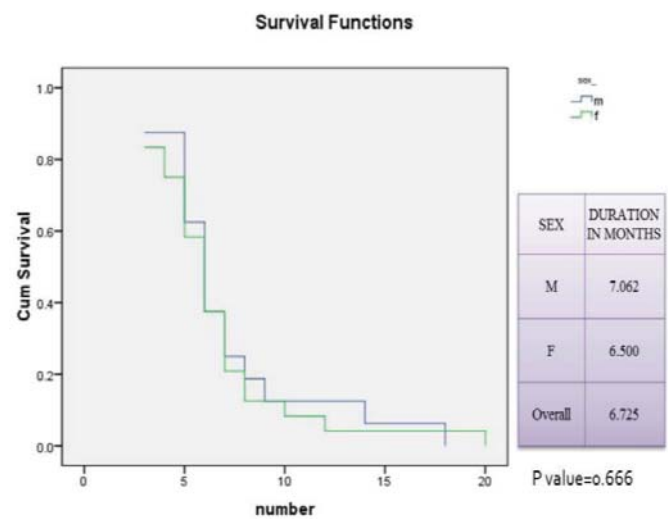 Survival Functions
sex_
m
f
1.0
0.8
0.6
0.4
0.2
0.0
Cum Survival
0
5
10
15
20
number
SEX
DURATION
IN MONTHS
M
7.062
F
6.500
Overall
6.725
P value=o.666